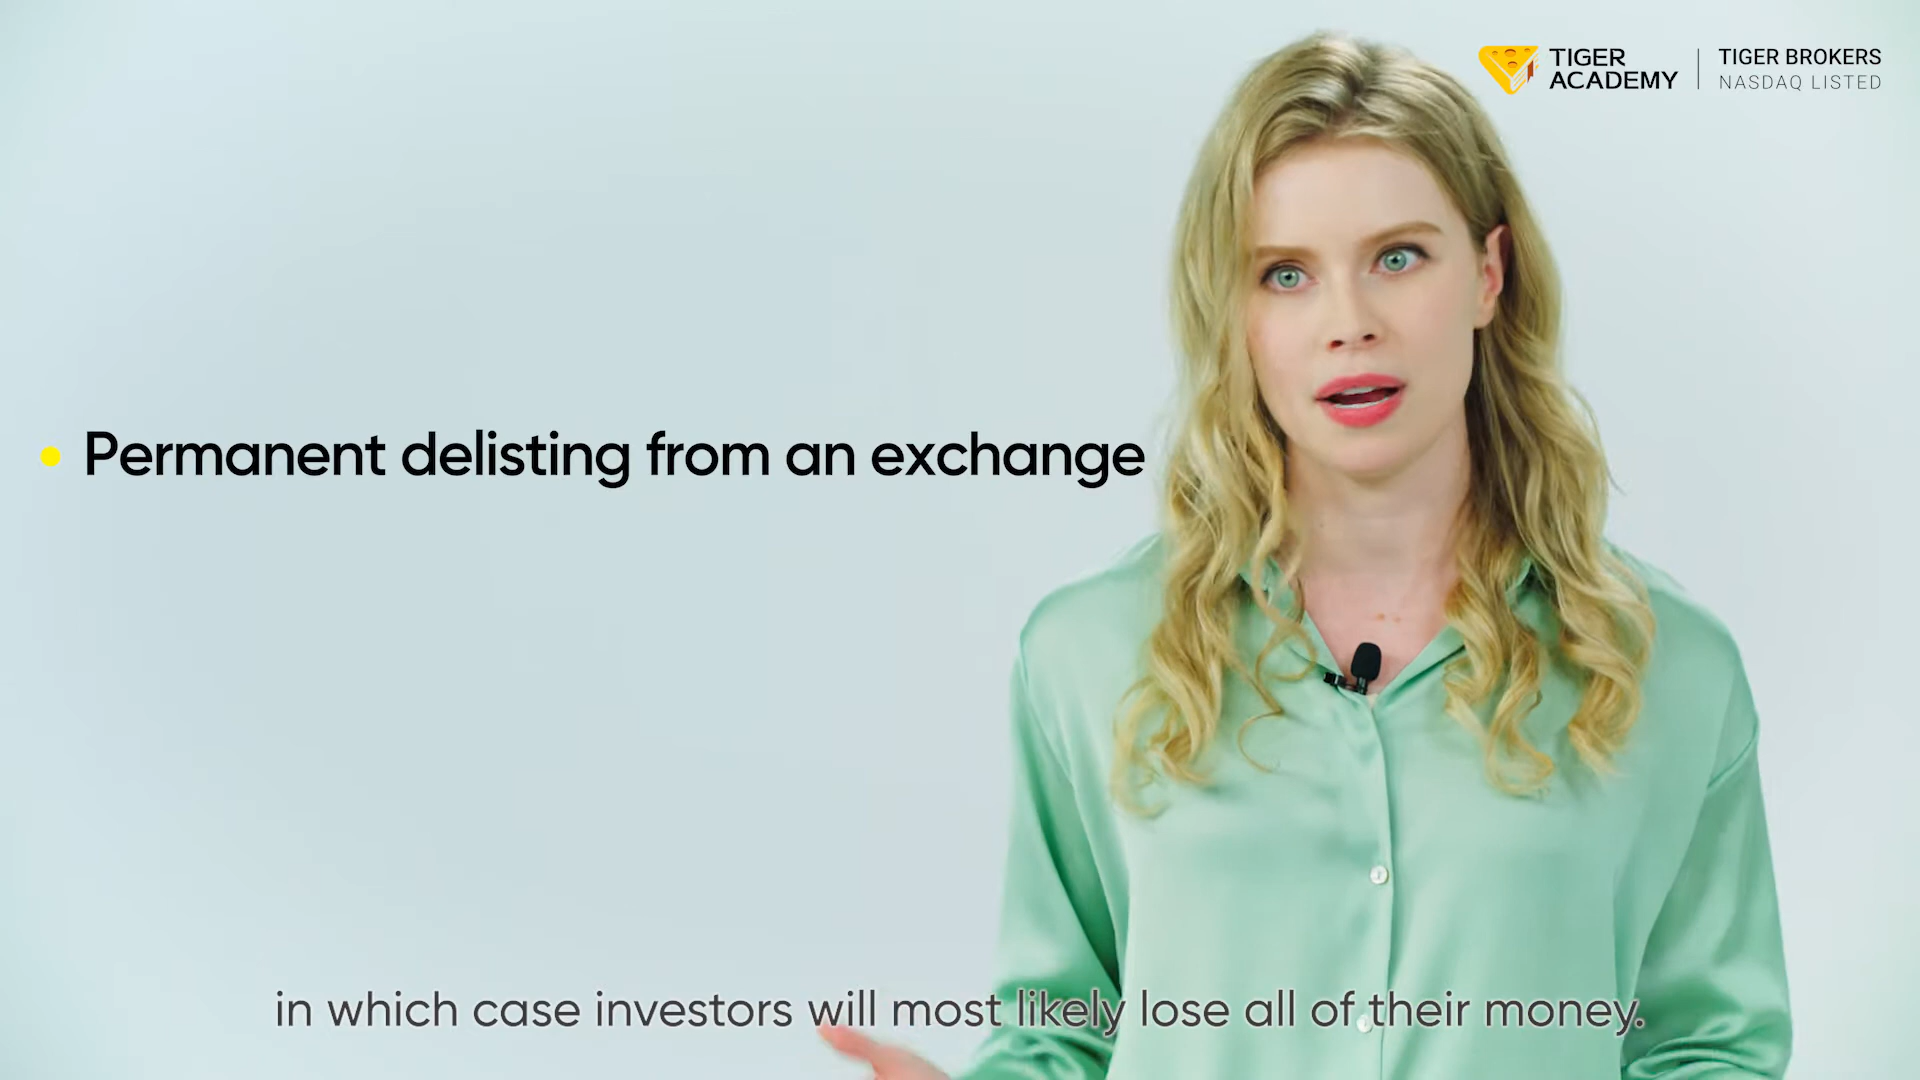 TIGER
ACADEMY
TIGER BROKERS
NASDAQ LISTED
Permanent delisting from an exchange
in which case investors will most likely lose all of their money.